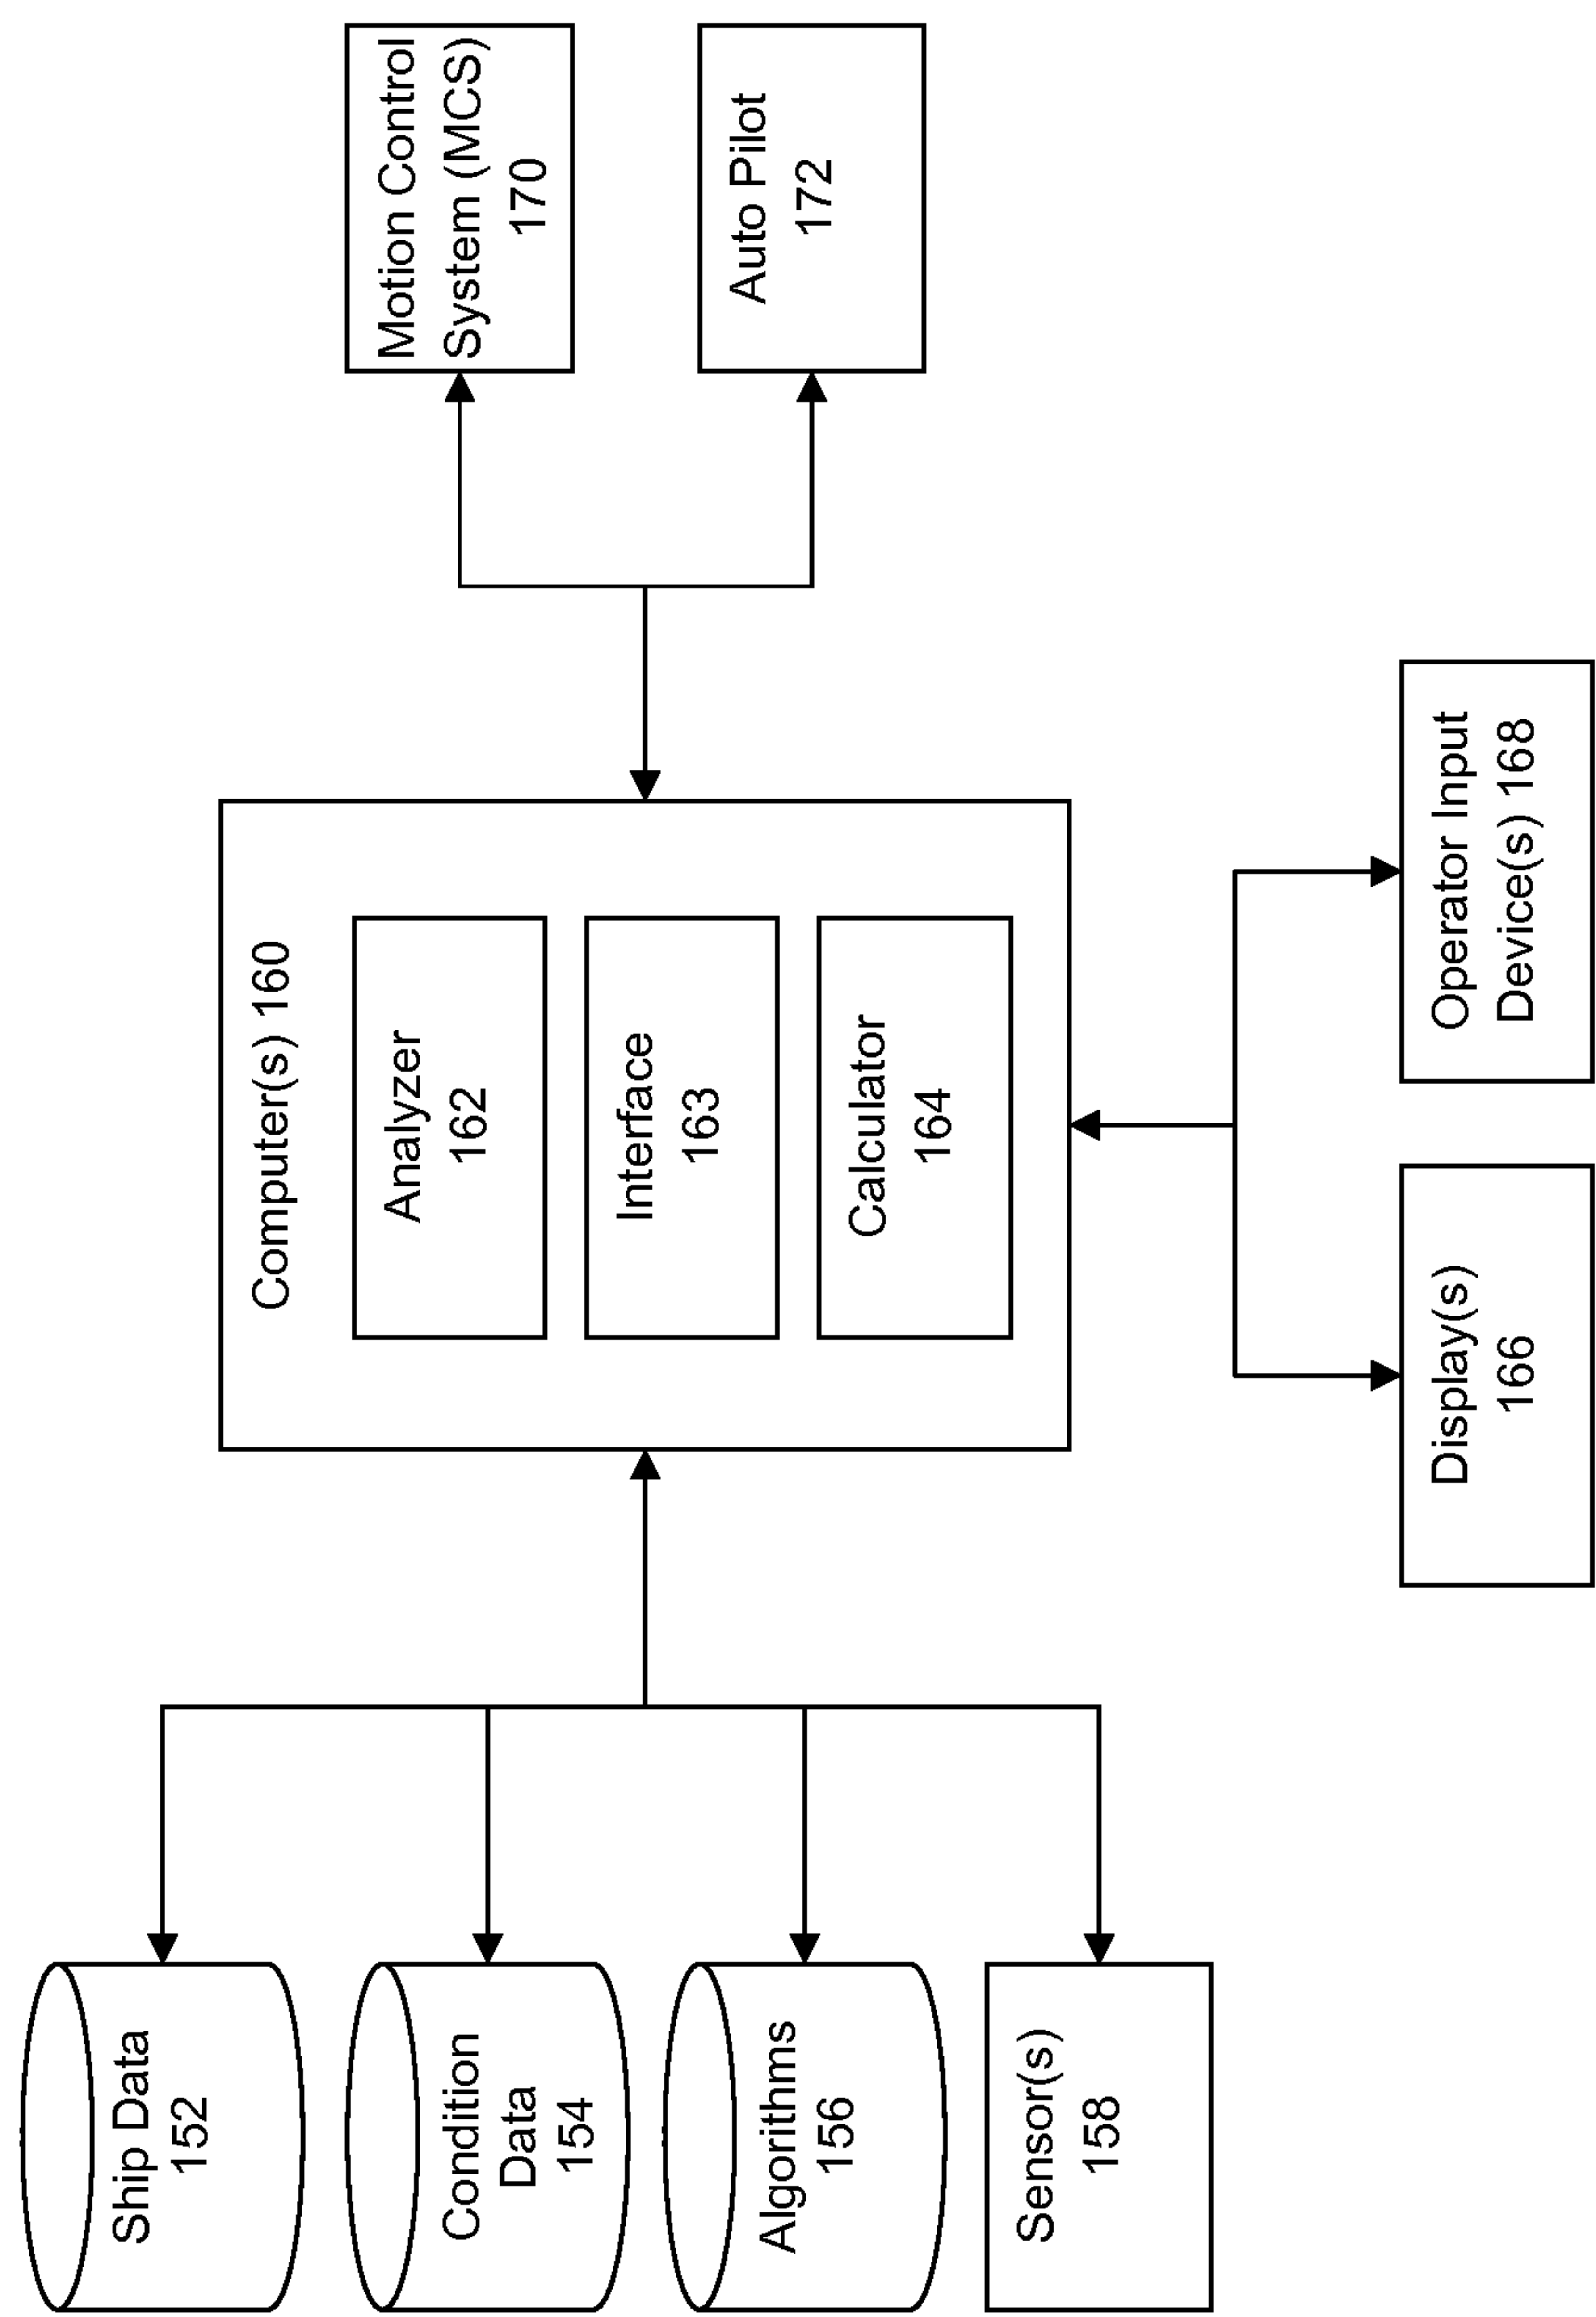 Ship Data
152
Condition
Data
154
Algorithms
156
Sensor(s)
158
Computer(s) 160
Analyzer
162
Interface
163
Calculator
164
Display(s)
166
Operator Input
Device(s) 168
Motion Control
System (MCS)
170
Auto Pilot
172